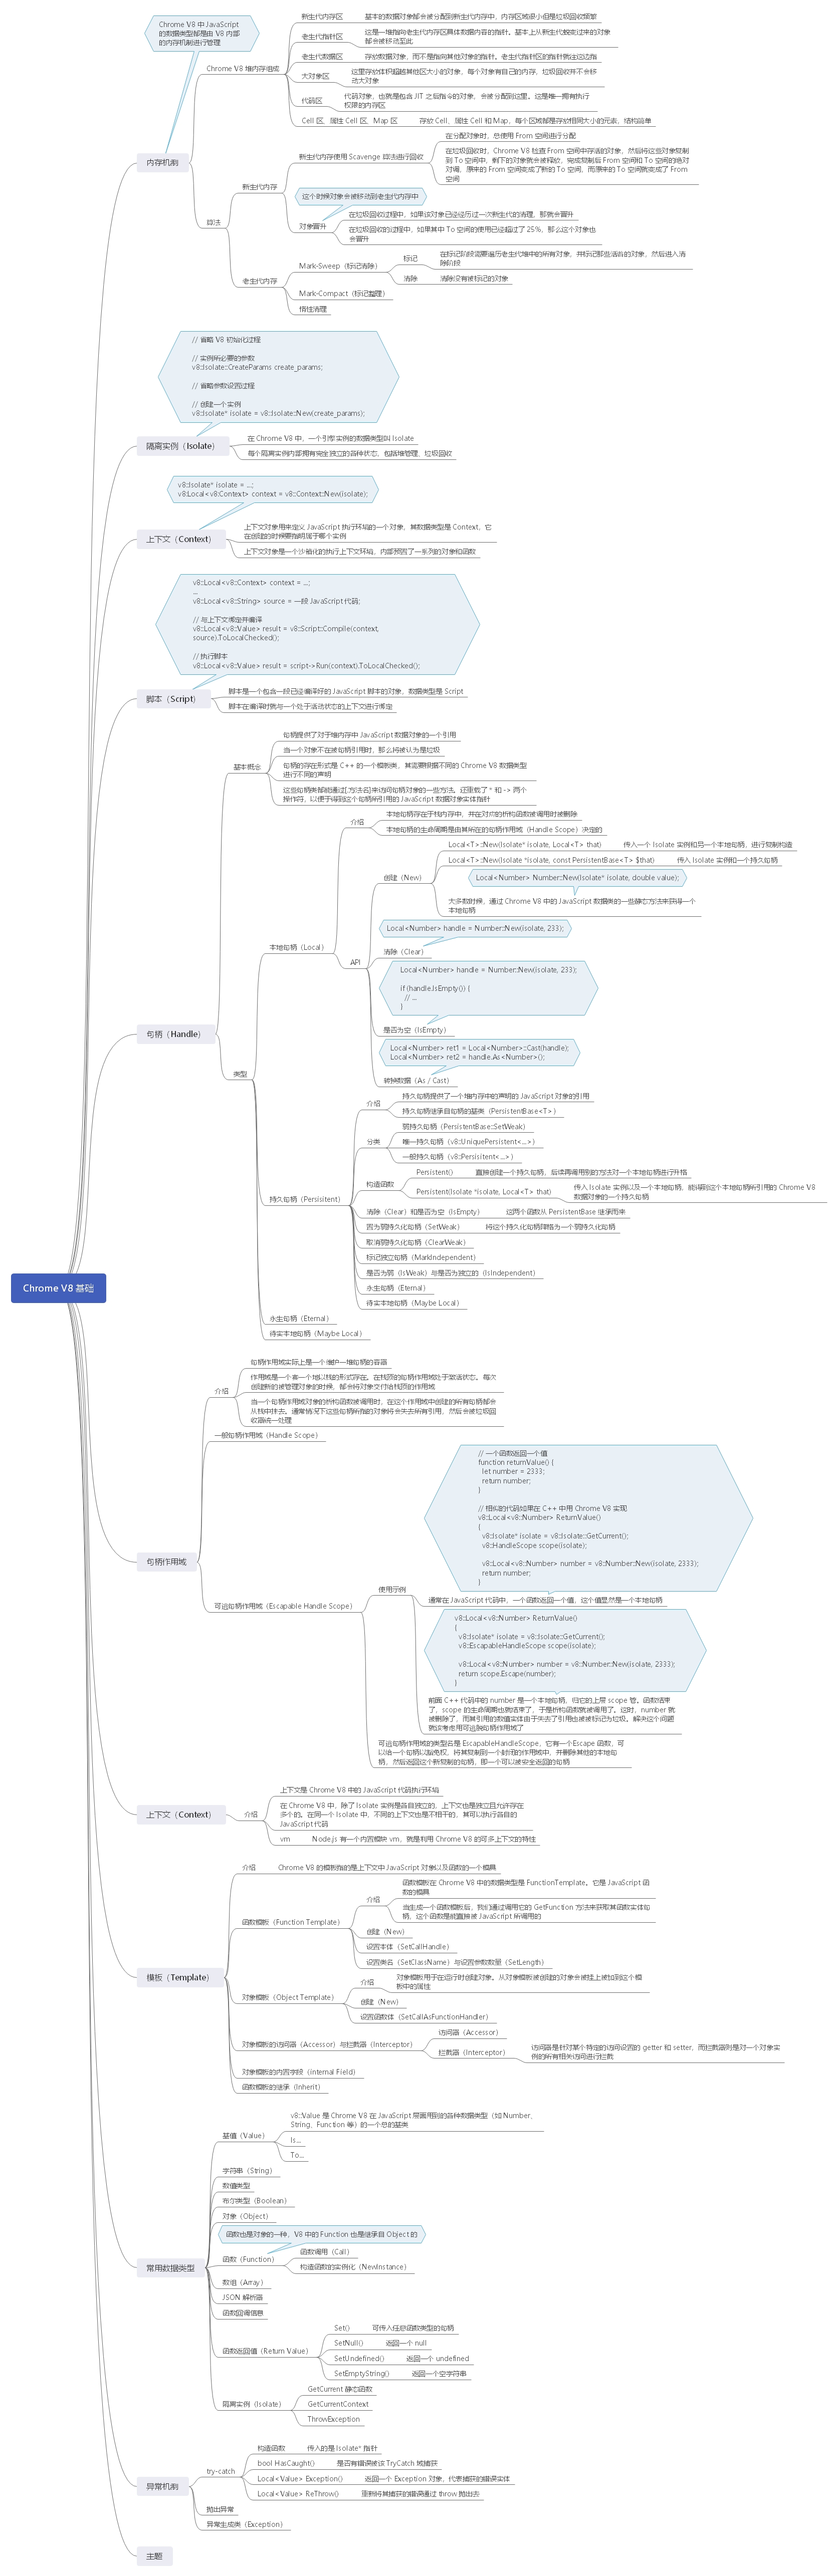 Chrome V8 基础
Chrome V8 中 JavaScript
的数据类型都是由 V8 内部
的内存机制进行管理
内存机制
Chrome V8 堆内存组成
新生代内存区
基本的数据对象都会被分配到新生代内存中，内存区域很小但是垃圾回收频繁
老生代指针区
这是一堆指向老生代内存区具体数据内容的指针。基本上从新生代蜕变过来的对象
都会被移动至此
老生代数据区
存放数据对象，而不是指向其他对象的指针。老生代指针区的指针就往这边指
大对象区
这里存放体积超越其他区大小的对象，每个对象有自己的内存，垃圾回收并不会移
动大对象
代码区
代码对象，也就是包含 JIT 之后指令的对象，会被分配到这里。这是唯一拥有执行
权限的内存区
Cell 区、属性 Cell 区、Map 区
存放 Cell、属性 Cell 和 Map，每个区域都是存放相同大小的元素，结构简单
算法
新生代内存
新生代内存使用 Scavenge 算法进行回收
在分配对象时，总使用 From 空间进行分配
在垃圾回收时，Chrome V8 检查 From 空间中存活的对象，然后将这些对象复制
到 To 空间中，剩下的对象就会被释放，完成复制后 From 空间和 To 空间的绝对
对调，原来的 From 空间变成了新的 To 空间，而原来的 To 空间就变成了 From
空间
这个时候对象会被移动到老生代内存中
对象晋升
在垃圾回收过程中，如果该对象已经经历过一次新生代的清理，那就会晋升
在垃圾回收的过程中，如果其中 To 空间的使用已经超过了 25%，那么这个对象也
会晋升
老生代内存
Mark-Sweep（标记清除）
标记
在标记阶段需要遍历老生代堆中的所有对象，并标记那些活着的对象，然后进入清
除阶段
清除
清除没有被标记的对象
Mark-Compact（标记整理）
惰性清理
// 省略 V8 初始化过程
// 实例所必要的参数
v8::Isolate::CreateParams create_params;
// 省略参数设置过程
// 创建一个实例
v8::Isolate* isolate = v8::Isolate::New(create_params);
隔离实例（Isolate）
在 Chrome V8 中，一个引擎实例的数据类型叫 Isolate
每个隔离实例内部拥有完全独立的各种状态，包括堆管理、垃圾回收
v8::Isolate* isolate = ...;
v8:Local<v8:Context> context = v8::Context::New(isolate);
上下文（Context）
上下文对象用来定义 JavaScript 执行环境的一个对象，其数据类型是 Context，它
在创建的时候要指明属于哪个实例
上下文对象是一个沙箱化的执行上下文环境，内部预置了一系列的对象和函数
v8::Local<v8::Context> context = ...;
...
v8::Local<v8::String> source = 一段 JavaScript 代码;
// 与上下文绑定并编译
v8::Local<v8::Value> result = v8::Script::Compile(context,
source).ToLocalChecked();
// 执行脚本
v8::Local<v8::Value> result = script->Run(context).ToLocalChecked();
脚本（Script）
脚本是一个包含一段已经编译好的 JavaScript 脚本的对象，数据类型是 Script
脚本在编译时就与一个处于活动状态的上下文进行绑定
句柄（Handle）
基本概念
句柄提供了对于堆内存中 JavaScript 数据对象的一个引用
当一个对象不在被句柄引用时，那么将被认为是垃圾
句柄的存在形式是 C++ 的一个模板类，其需要根据不同的 Chrome V8 数据类型
进行不同的声明
这些句柄类都能通过[.方法名]来访问句柄对象的一些方法。还重载了 * 和 -> 两个
操作符，以便于得到这个句柄所引用的 JavaScript 数据对象实体指针
类型
本地句柄（Local）
介绍
本地句柄存在于栈内存中，并在对应的析构函数被调用时被删除
本地句柄的生命周期是由其所在的句柄作用域（Handle Scope）决定的
API
创建（New）
Local<T>::New(Isolate* isolate, Local<T> that)
传入一个 Isolate 实例和另一个本地句柄，进行复制构造
Local<T>::New(Isolate *isolate, const PersistentBase<T> $that)
传入 Isolate 实例和一个持久句柄
Local<Number> Number::New(Isolate* isolate, double value);
大多数时候，通过 Chrome V8 中的 JavaScript 数据类的一些静态方法来获得一个
本地句柄
Local<Number> handle = Number::New(isolate, 233);
清除（Clear）
Local<Number> handle = Number::New(isolate, 233);
if (handle.IsEmpty()) {
// ...
}
是否为空（IsEmpty）
Local<Number> ret1 = Local<Number>::Cast(handle);
Local<Number> ret2 = handle.As<Number>();
转换数据（As / Cast）
持久句柄（Persisitent）
介绍
持久句柄提供了一个堆内存中的声明的 JavaScript 对象的引用
持久句柄继承自句柄的基类（PersistentBase<T>）
分类
弱持久句柄（PersistentBase::SetWeak）
唯一持久句柄（v8::UniquePersistent<...>）
一般持久句柄（v8::Persisitent<...>）
构造函数
Persistent()
直接创建一个持久句柄，后续再调用别的方法对一个本地句柄进行升格
Persistent(Isolate *isolate, Local<T> that)
传入 Isolate 实例以及一个本地句柄，能得到这个本地句柄所引用的 Chrome V8
数据对象的一个持久句柄
清除（Clear）和是否为空（IsEmpty）
这两个函数从 PersistentBase 继承而来
因为弱持久化句柄（SetWeak）
将这个持久化句柄降格为一个弱持久化句柄
取消弱持久化句柄（ClearWeak）
标记独立句柄（MarkIndependent）
是否为弱（IsWeak）与是否为独立的（IsIndependent）
永生句柄（Eternal）
待实本地句柄（Maybe Local）
永生句柄（Eternal）
待实本地句柄（Maybe Local）
句柄作用域
介绍
句柄作用域实际上是一个维护一堆句柄的容器
作用域是一个套一个地以栈的形式存在。在栈顶的句柄作用域处于激活状态。每次
创建新的被管理对象的时候，都会将对象交付给栈顶的作用域
当一个句柄作用域对象的析构函数被调用时，在这个作用域中创建的所有句柄都会
从栈中抹去。通常情况下这些句柄所指的对象将会失去所有引用，然后会被垃圾回
收器统一处理
一般句柄作用域（Handle Scope）
可逃句柄作用域（Escapable Handle Scope）
使用示例
// 一个函数返回一个值
function returnValue() {
let number = 2333;
return number;
}
// 相似的代码如果在 C++ 中用 Chrome V8 实现
v8::Local<v8::Number> ReturnValue()
{
v8::Isolate* isolate = v8::Isolate::GetCurrent();
v8::HandleScope scope(isolate);
v8::Local<v8::Number> number = v8::Number::New(isolate, 2333);
return number;
}
通常在 JavaScript 代码中，一个函数返回一个值，这个值显然是一个本地句柄
v8::Local<v8::Number> ReturnValue()
{
v8::Isolate* isolate = v8::Isolate::GetCurrent();
v8::EscapableHandleScope scope(isolate);
v8::Local<v8::Number> number = v8::Number::New(isolate, 2333);
return scope.Escape(number);
}
前面 C++ 代码中的 number 是一个本地句柄，归它的上层 scope 管。函数结束
了，scope 的生命周期也就结束了，于是析构函数就被调用了。这时，number 就
被删除了，而其引用的数值实体由于失去了引用也被被标记为垃圾。解决这个问题
就该考虑用可逃脱句柄作用域了
可逃句柄作用域的类型名是 EscapableHandleScope，它有一个Escape 函数，可
以给一个句柄以豁免权，将其复制到一个封闭的作用域中，并删除其他的本地句
柄，然后返回这个新复制的句柄，即一个可以被安全返回的句柄
上下文（Context）
介绍
上下文是 Chrome V8 中的 JavaScript 代码执行环境
在 Chrome V8 中，除了 Isolate 实例是各自独立的，上下文也是独立且允许存在
多个的。在同一个 Isolate 中，不同的上下文也是不相干的，其可以执行各自的
JavaScript 代码
vm
Node.js 有一个内置模块 vm，就是利用 Chrome V8 的可多上下文的特性
模板（Template）
介绍
Chrome V8 的模板指的是上下文中 JavaScript 对象以及函数的一个模具
函数模板（Function Template）
介绍
函数模板在 Chrome V8 中的数据类型是 FunctionTemplate。它是 JavaScript 函
数的模具
当生成一个函数模板后，我们通过调用它的 GetFunction 方法来获取其函数实体句
柄，这个函数是能直接被 JavaScript 所调用的
创建（New）
设置本体（SetCallHandle）
设置类名（SetClassName）与设置参数数量（SetLength）
对象模板（Object Template）
介绍
对象模板用于在运行时创建对象。从对象模板被创建的对象会被挂上被加到这个模
板中的属性
创建（New）
设置函数体（SetCallAsFunctionHandler）
对象模板的访问器（Accessor）与拦截器（Interceptor）
访问器（Accessor）
拦截器（Interceptor）
访问器是针对某个特定的访问设置的 getter 和 setter，而拦截器则是对一个对象实
例的所有相关访问进行拦截
对象模板的内置字段（Internal Field）
函数模板的继承（Inherit）
常用数据类型
基值（Value）
v8::Value 是 Chrome V8 在 JavaScript 层面用到的各种数据类型（如 Number、
String、Function 等）的一个总的基类
Is...
To...
字符串（String）
数值类型
布尔类型（Boolean）
对象（Object）
函数也是对象的一种，V8 中的 Function 也是继承自 Object 的
函数（Function）
函数调用（Call）
构造函数的实例化（NewInstance）
数组（Array）
JSON 解析器
函数回调信息
函数返回值（Return Value）
Set()
可传入任意函数类型的句柄
SetNull()
返回一个 null
SetUndefined()
返回一个 undefined
SetEmptyString()
返回一个空字符串
隔离实例（Isolate）
GetCurrent 静态函数
GetCurrentContext
ThrowException
异常机制
try-catch
构造函数
传入的是 Isolate* 指针
bool HasCaught()
是否有错误被该 TryCatch 域捕获
Local<Value> Exception()
返回一个 Exception 对象，代表捕获的错误实体
Local<Value> ReThrow()
重新将其捕获的错误通过 throw 抛出去
抛出异常
异常生成类（Exception）
主题